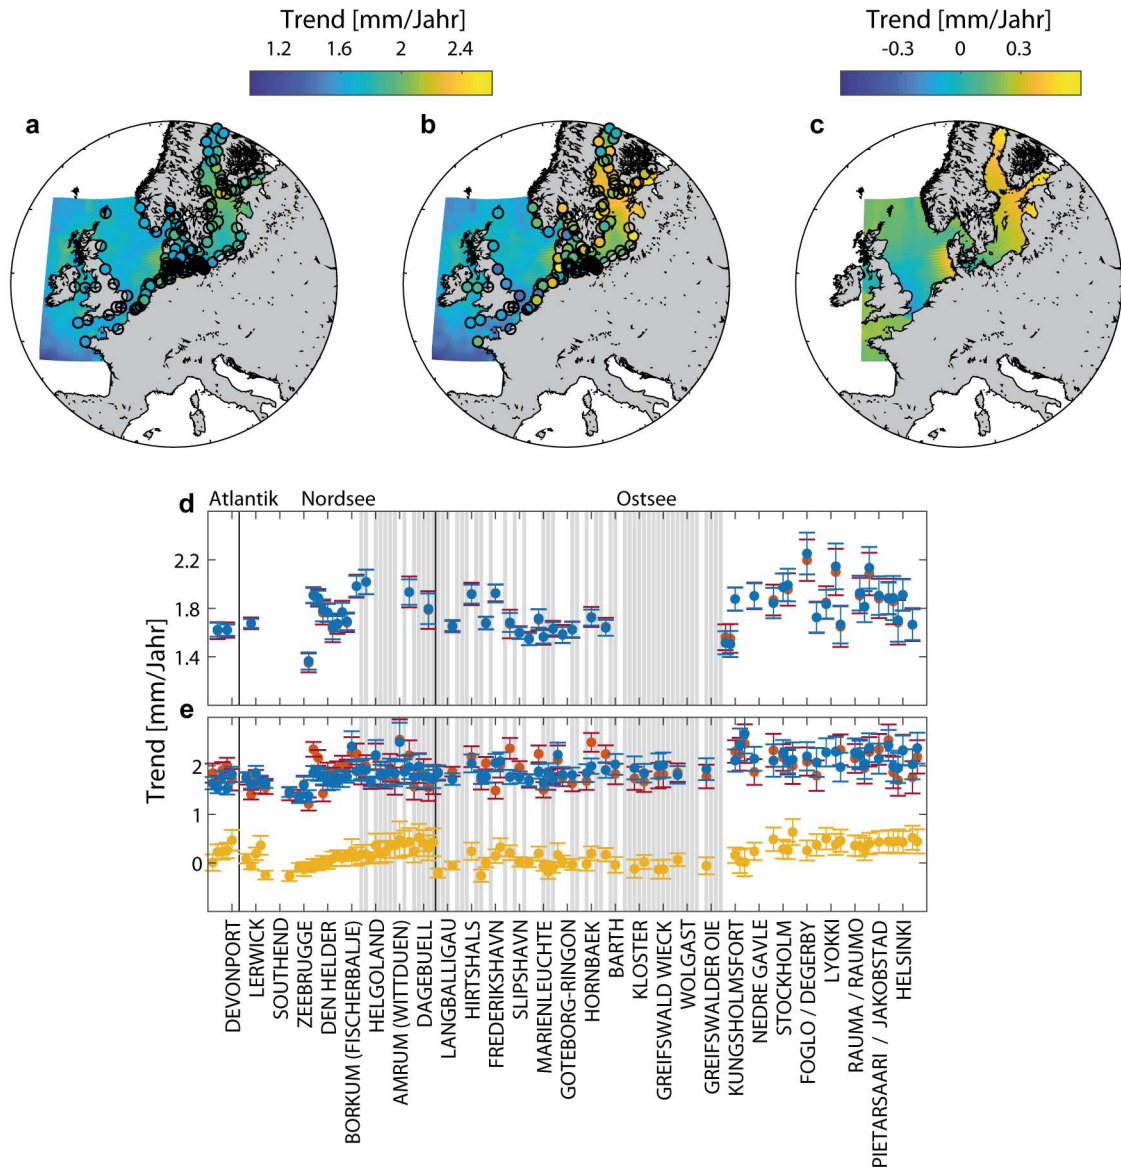 Trend [mm/Jahr]
Trend [mm/Jahr]
1.2 1.6 2 2.4
-0.3 0 0.3
a
b
c
d
Atlantik Nordsee Ostsee
2.2
1.8
1.4
Trend [mm/Jahr]
e
2
1
0
DEVONPORT
LERWICK
SOUTHEND
ZEEBRUGGE
DEN HELDER
BORKUM (FISCHERBALJE)
HELGOLAND
AMRUM (WITTDUEN)
DAGEBUELL
LANGBALLIGAU
HIRTSHALS
FREDERIKSHAVN
SLIPSHAVN
MARIENLEUCHTE
GOTEBORG-RINGON
HORNBAEK
BARTH
KLOSTER
GREIFSWALD WIECK
WOLGAST
GREIFSWALDER OIE
KUNGSHOLMSFORT
NEDRE GAVLE
STOCKHOLM
FOGLO / DEGERBY
LYOKKI
RAUMA / RAUMO
PIETARSAARI / JAKOBSTAD
HELSINKI